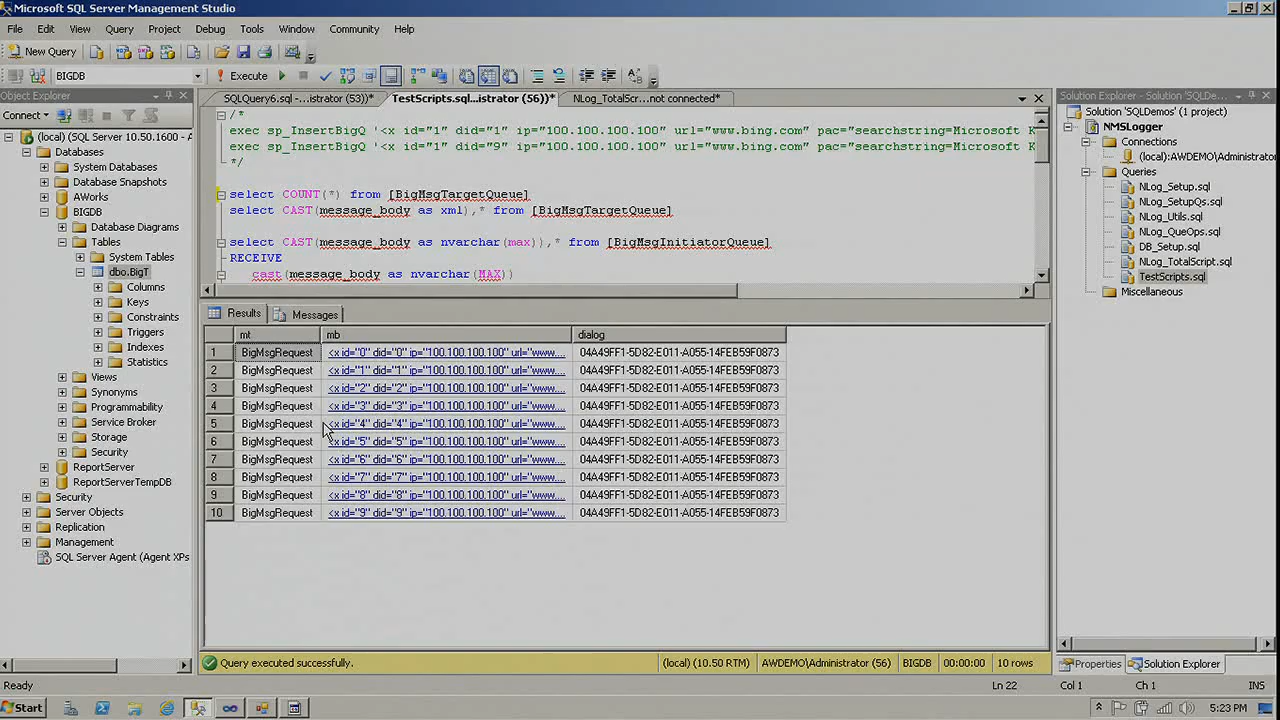 Microsoft SQL Server Management Studio
File Edit View Query Project Debug Tools Window Community Help
New Query
BIGDB Execute
Object Explorer
Connect
(local) (SQL Server 10.50.1600 - A
Databases
System Databases
Database Snapshots
AWorks
BIGDB
Database Diagrams
Tables
System Tables
dbo.BigT
Columns
Keys
Constraints
Triggers
Indexes
Statistics
Views
Synonyms
Programmability
Service Broker
Storage
Security
ReportServer
ReportServerTempDB
Security
Server Objects
Replication
Management
SQL Server Agent (Agent XPs
SQLQuery6.sql -...istrator (53))* TestScripts.sql...istrator (56))* NLog_TotalScr...not connected*
/*
exec sp_InsertBigQ '<x id="1" did="1" ip="100.100.100.100" url="www.bing.com" pac="searchstring=Microsoft K
exec sp_InsertBigQ '<x id="1" did="9" ip="100.100.100.100" url="www.bing.com" pac="searchstring=Microsoft K
*/
select COUNT(*) from [BigMsgTargetQueue]
select CAST(message_body as xml),* from [BigMsgTargetQueue]
select CAST(message_body as nvarchar(max)),* from [BigMsgInitiatorQueue]
RECEIVE
cast(message_body as nvarchar(MAX))
Results Messages
mt mb dialog
1 BigMsgRequest <x id="0" did="0" ip="100.100.100.100" url="www.... 04A49FF1-5D82-E011-A055-14FEB59F0873
2 BigMsgRequest <x id="1" did="1" ip="100.100.100.100" url="www.... 04A49FF1-5D82-E011-A055-14FEB59F0873
3 BigMsgRequest <x id="2" did="2" ip="100.100.100.100" url="www.... 04A49FF1-5D82-E011-A055-14FEB59F0873
4 BigMsgRequest <x id="3" did="3" ip="100.100.100.100" url="www.... 04A49FF1-5D82-E011-A055-14FEB59F0873
5 BigMsgRequest <x id="4" did="4" ip="100.100.100.100" url="www.... 04A49FF1-5D82-E011-A055-14FEB59F0873
6 BigMsgRequest <x id="5" did="5" ip="100.100.100.100" url="www.... 04A49FF1-5D82-E011-A055-14FEB59F0873
7 BigMsgRequest <x id="6" did="6" ip="100.100.100.100" url="www.... 04A49FF1-5D82-E011-A055-14FEB59F0873
8 BigMsgRequest <x id="7" did="7" ip="100.100.100.100" url="www.... 04A49FF1-5D82-E011-A055-14FEB59F0873
9 BigMsgRequest <x id="8" did="8" ip="100.100.100.100" url="www.... 04A49FF1-5D82-E011-A055-14FEB59F0873
10 BigMsgRequest <x id="9" did="9" ip="100.100.100.100" url="www.... 04A49FF1-5D82-E011-A055-14FEB59F0873
Query executed successfully. (local) (10.50 RTM) AWDEMO\Administrator (56) BIGDB 00:00:00 10 rows
Solution Explorer - 'SQLDe...
Solution 'SQLDemos' (1 project)
NMSLogger
Connections
(local):AWDEMO\Administrato
Queries
NLog_Setup.sql
NLog_SetupQs.sql
NLog_Utils.sql
NLog_QueOps.sql
DB_Setup.sql
NLog_TotalScript.sql
TestScripts.sql
Miscellaneous
Properties Solution Explorer
Ready Ln 22 Col 1 Ch 1 INS
Start 5:23 PM